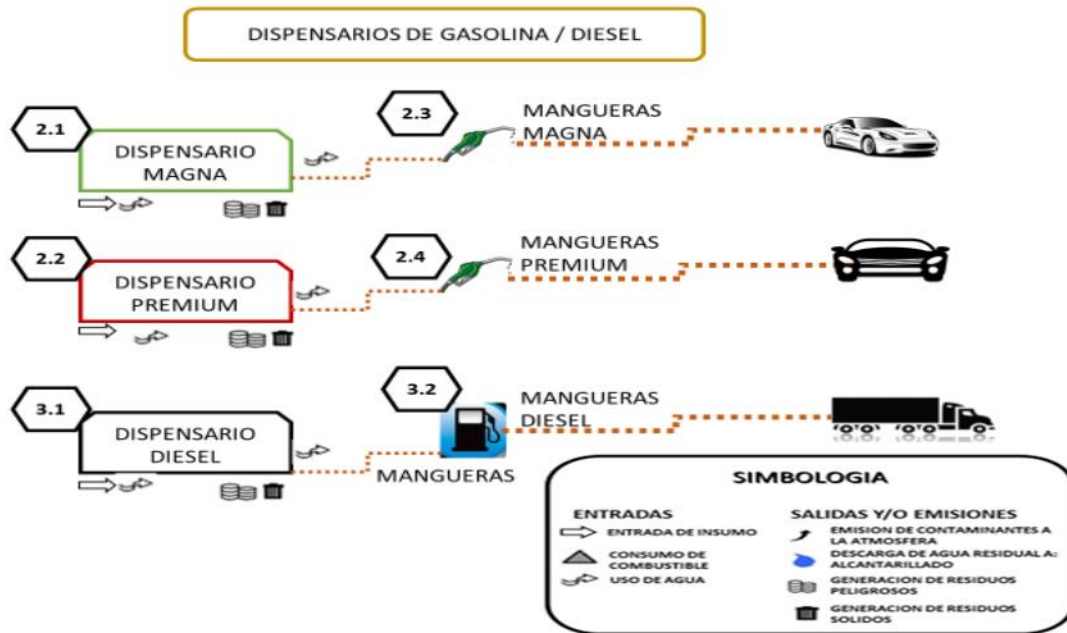 DISPENSARIOS DE GASOLINA / DIESEL
2.1
DISPENSARIO
MAGNA
2.3
MANGUERAS
MAGNA
2.2
DISPENSARIO
PREMIUM
2.4
MANGUERAS
PREMIUM
3.1
DISPENSARIO
DIESEL
3.2
MANGUERAS
DIESEL
MANGUERAS
SIMBOLOGIA
ENTRADAS
ENTRADA DE INSUMO
CONSUMO DE
COMBUSTIBLE
USO DE AGUA
SALIDAS Y/O EMISIONES
EMISION DE CONTAMINANTES A
LA ATMOSFERA
DESCARGA DE AGUA RESIDUAL A:
ALCANTARILLADO
GENERACION DE RESIDUOS
PELIGROSOS
GENERACION DE RESIDUOS
SOLIDOS